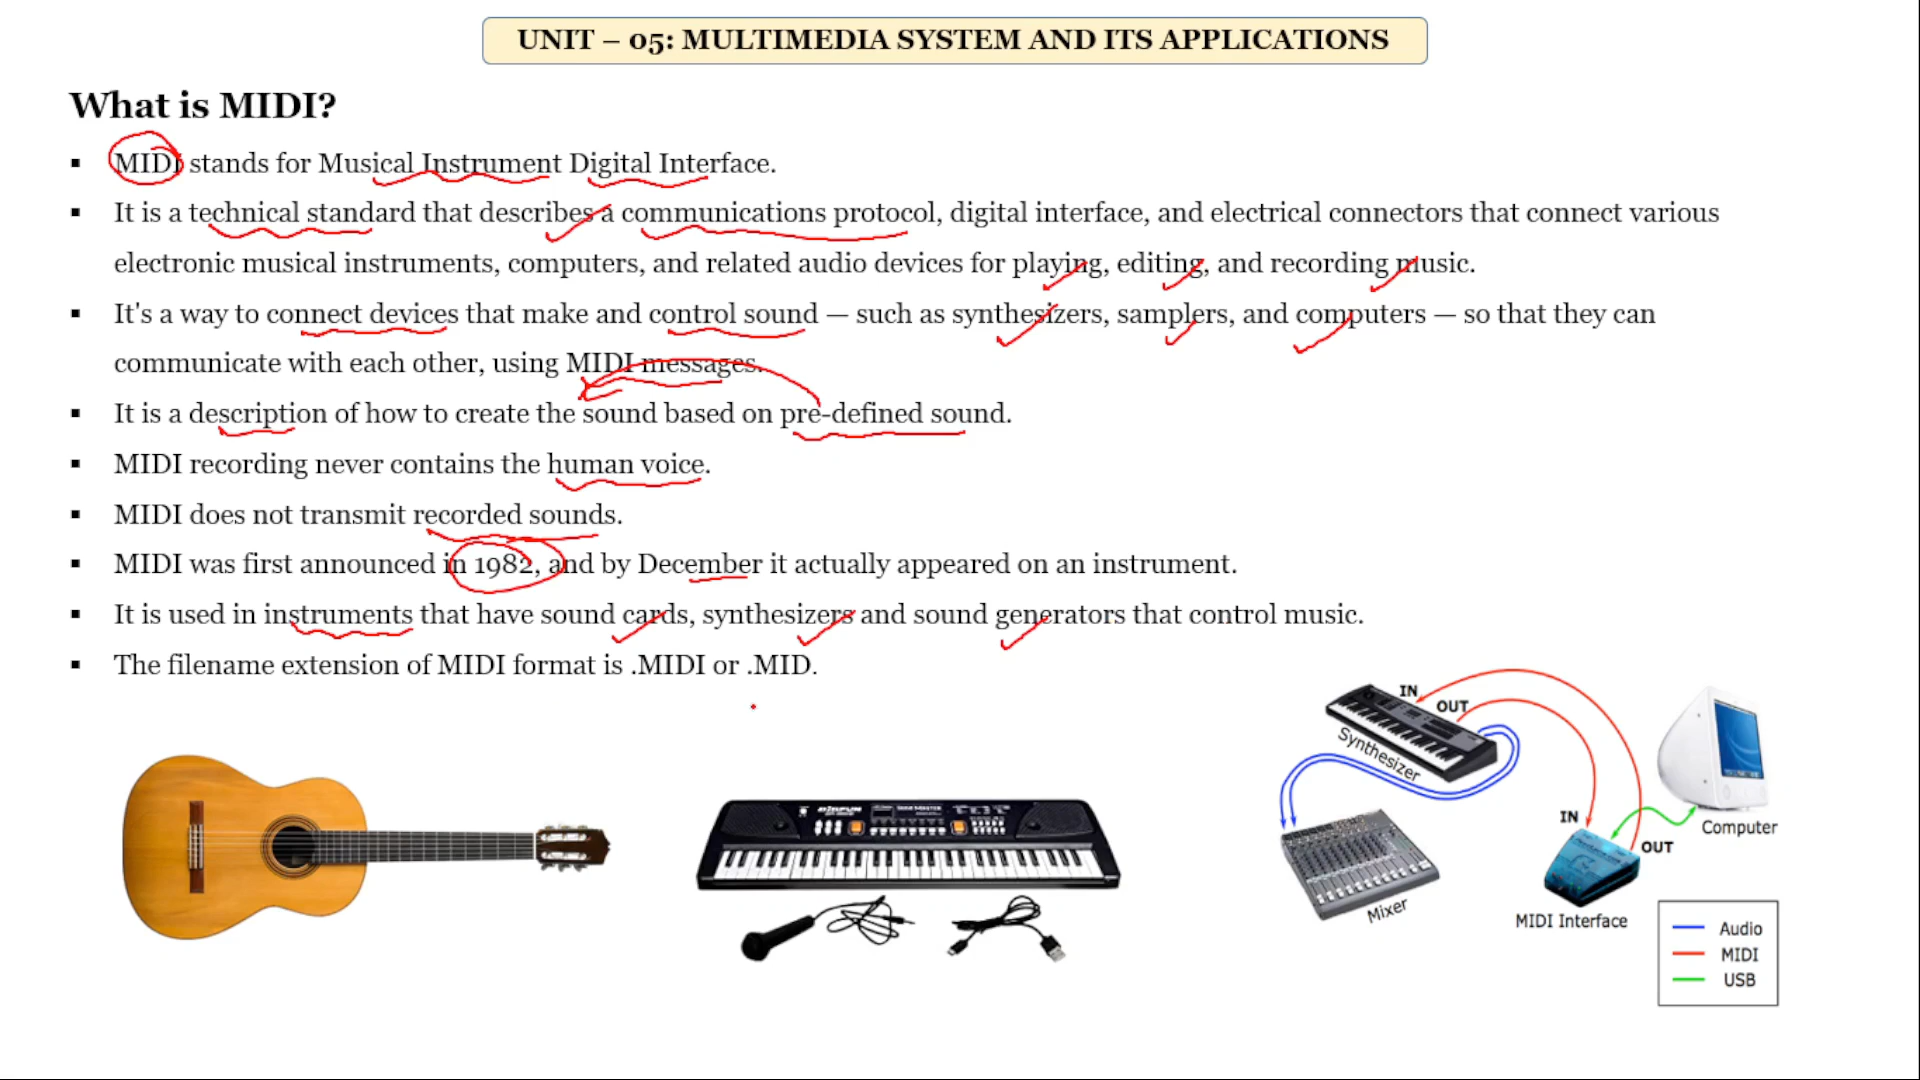 UNIT – 05: MULTIMEDIA SYSTEM AND ITS APPLICATIONS
What is MIDI?
▪ MIDI stands for Musical Instrument Digital Interface.
▪ It is a technical standard that describes a communications protocol, digital interface, and electrical connectors that connect various
electronic musical instruments, computers, and related audio devices for playing, editing, and recording music.
▪ It's a way to connect devices that make and control sound — such as synthesizers, samplers, and computers — so that they can
communicate with each other, using MIDI messages.
▪ It is a description of how to create the sound based on pre-defined sound.
▪ MIDI recording never contains the human voice.
▪ MIDI does not transmit recorded sounds.
▪ MIDI was first announced in 1982, and by December it actually appeared on an instrument.
▪ It is used in instruments that have sound cards, synthesizers and sound generators that control music.
▪ The filename extension of MIDI format is .MIDI or .MID.
IN
OUT
Synthesizer
Mixer
IN
OUT
MIDI Interface
Computer
Audio
MIDI
USB